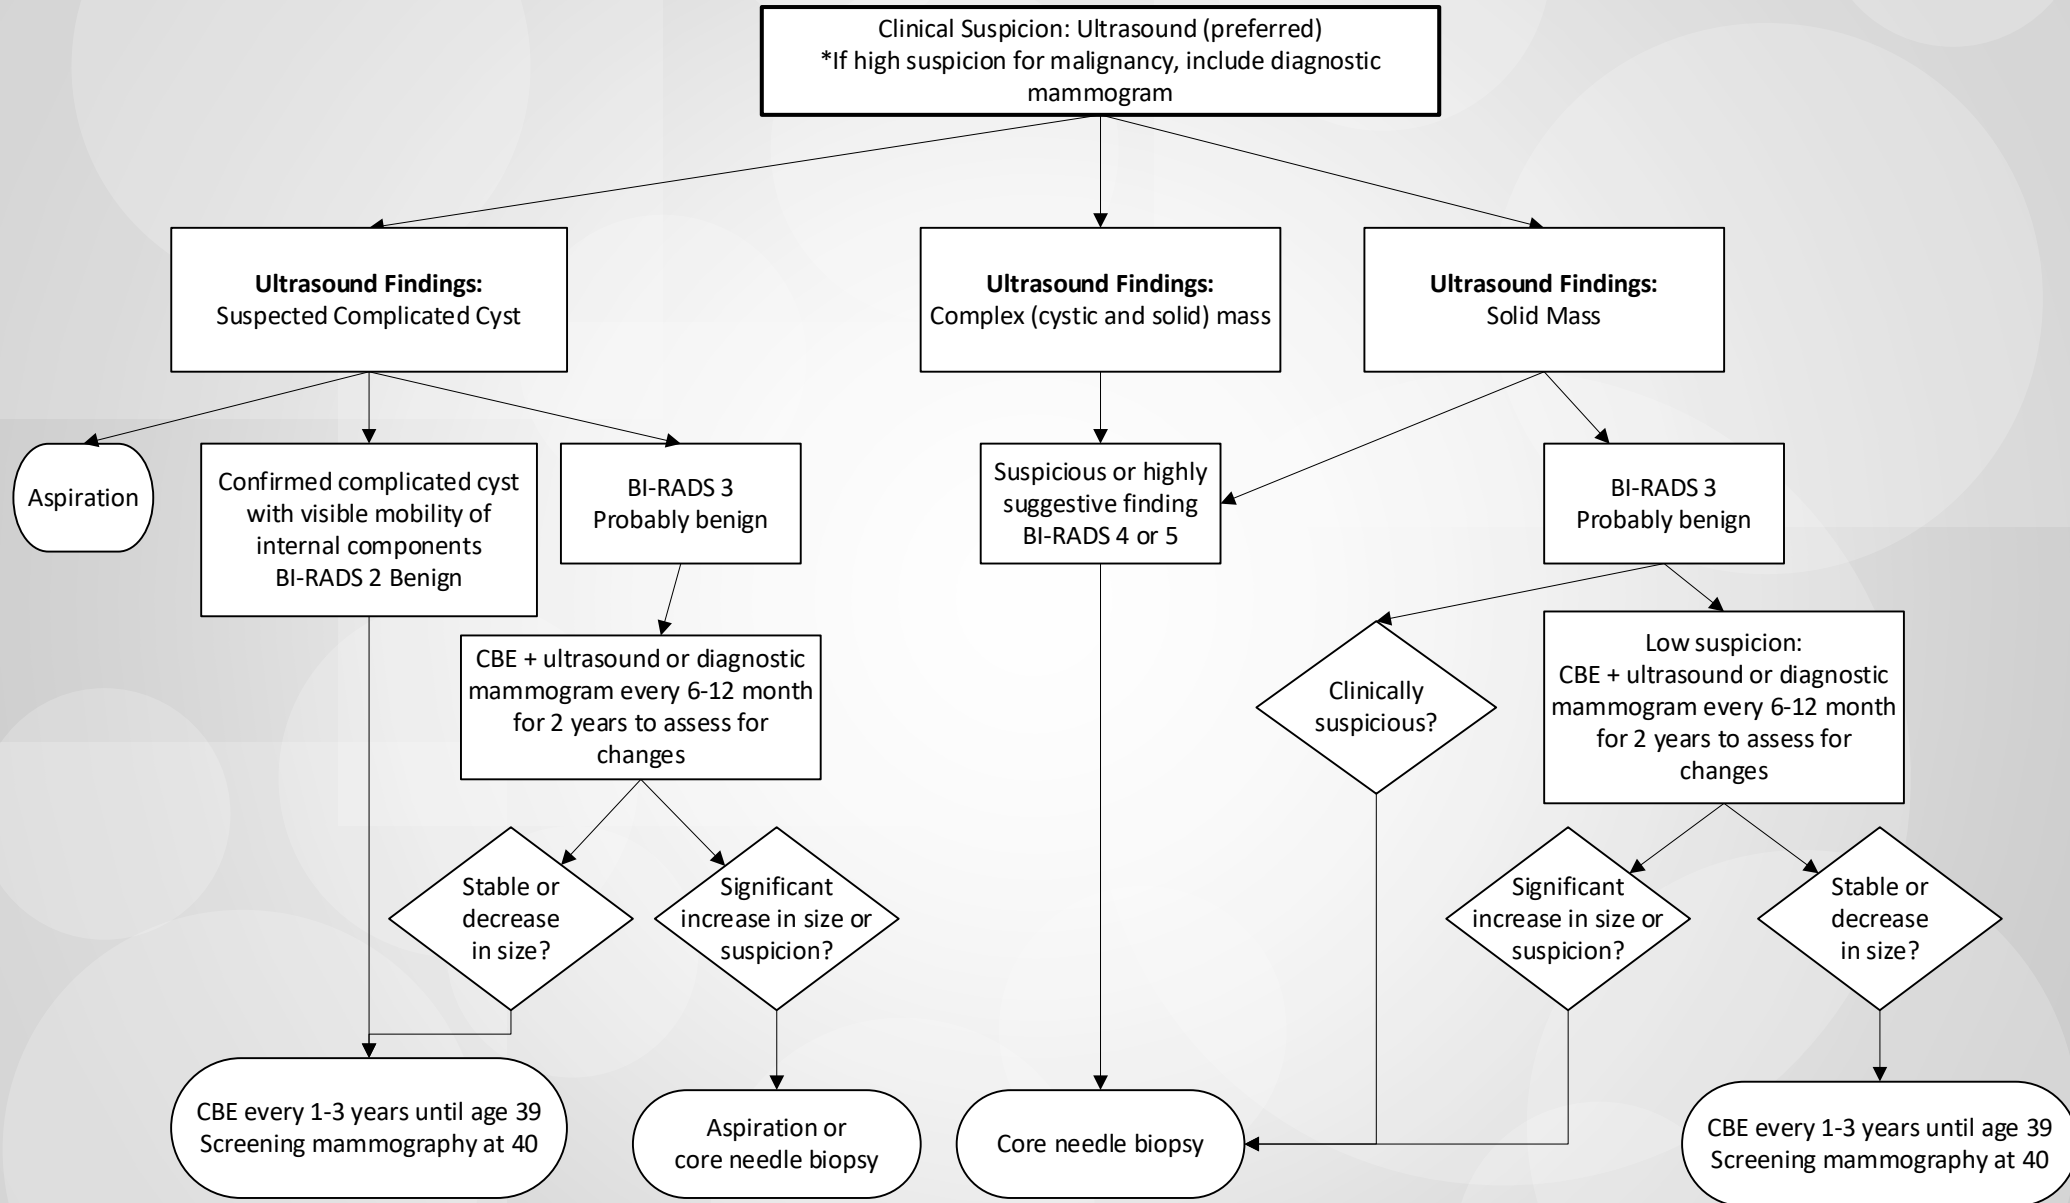 Clinical Suspicion: Ultrasound (preferred)
*If high suspicion for malignancy, include diagnostic
mammogram
Ultrasound Findings:
Suspected Complicated Cyst
Ultrasound Findings:
Complex (cystic and solid) mass
Ultrasound Findings:
Solid Mass
Aspiration
Confirmed complicated cyst
with visible mobility of
internal components
BI-RADS 2 Benign
BI-RADS 3
Probably benign
Suspicious or highly
suggestive finding
BI-RADS 4 or 5
BI-RADS 3
Probably benign
CBE + ultrasound or diagnostic
mammogram every 6-12 month
for 2 years to assess for
changes
Clinically
suspicious?
Low suspicion:
CBE + ultrasound or diagnostic
mammogram every 6-12 month
for 2 years to assess for
changes
Stable or
decrease
in size?
Significant
increase in size or
suspicion?
Significant
increase in size or
suspicion?
Stable or
decrease
in size?
CBE every 1-3 years until age 39
Screening mammography at 40
Aspiration or
core needle biopsy
Core needle biopsy
CBE every 1-3 years until age 39
Screening mammography at 40